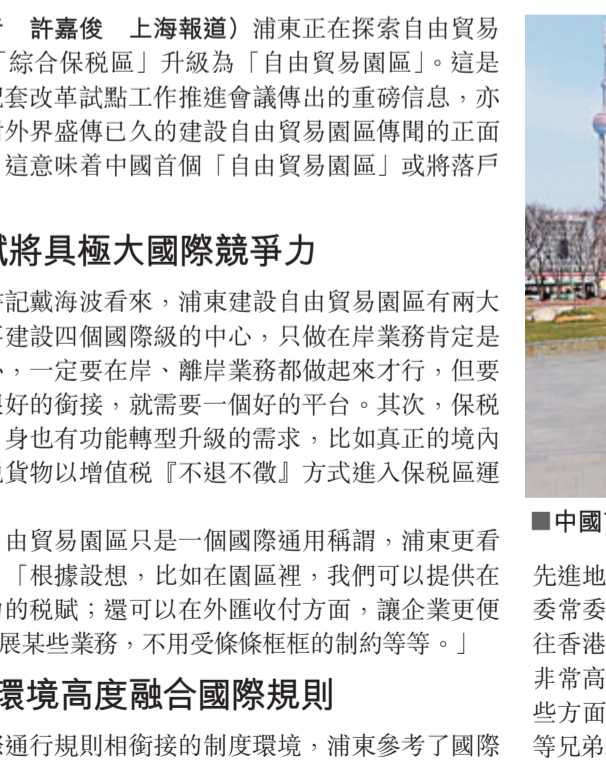 許嘉俊　上海報道）浦東正在探索自由貿易
「綜合保税區」升級為「自由貿易園區」。這是
配套改革試點工作推進會議傳出的重磅信息，亦
對外界盛傳已久的建設自由貿易園區傳聞的正面
，這意味着中國首個「自由貿易園區」或將落戶
將具極大國際競爭力
書記戴海波看來，浦東建設自由貿易園區有兩大
要建設四個國際級的中心，只做在岸業務肯定是
，一定要在岸、離岸業務都做起來才行，但要
很好的銜接，就需要一個好的平台。其次，保税
身也有功能轉型升級的需求，比如真正的境內
貨物以增值税『不退不徵』方式進入保税區運
由貿易園區只是一個國際通用稱謂，浦東更看
「根據設想，比如在園區裡，我們可以提供在
的税賦；還可以在外匯收付方面，讓企業更便
展某些業務，不用受條條框框的制約等等。」
環境高度融合國際規則
際通行規則相銜接的制度環境，浦東參考了國際
■中國
先進地
委常委
往香港
非常高
些方面
等兄弟